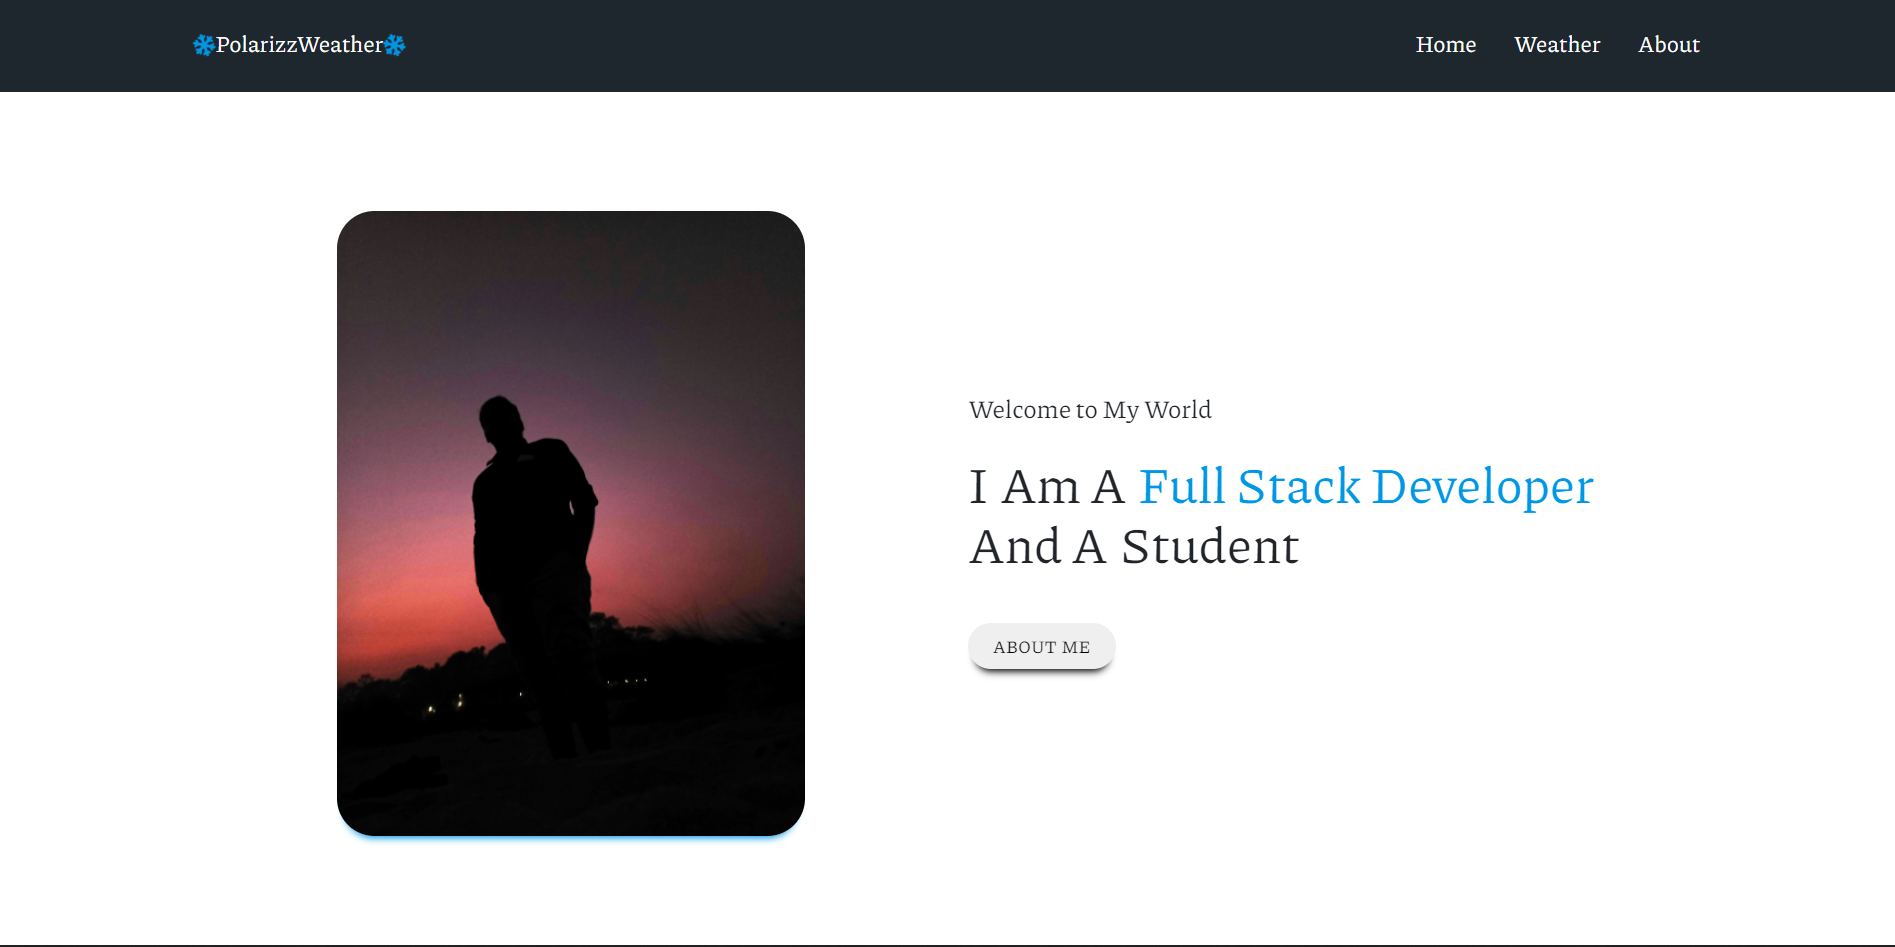 PolarizzWeather
Home Weather About
Welcome to My World
I Am A Full Stack Developer
And A Student
ABOUT ME